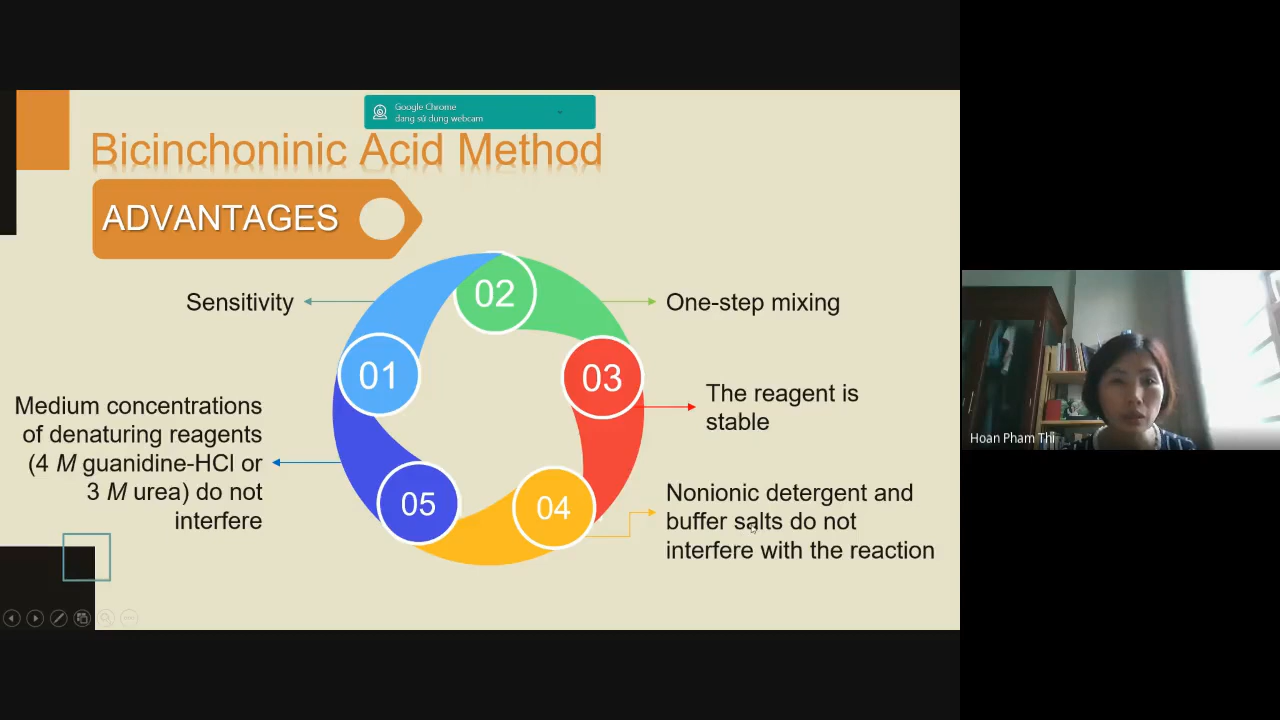 Google Chrome
đang sử dụng webcam
Bicinchoninic Acid Method
ADVANTAGES
Sensitivity
02
One-step mixing
01
03
The reagent is
stable
Medium concentrations
of denaturing reagents
(4 M guanidine-HCl or
3 M urea) do not
interfere
05
04
Nonionic detergent and
buffer salts do not
interfere with the reaction
Hoan Pham Thi